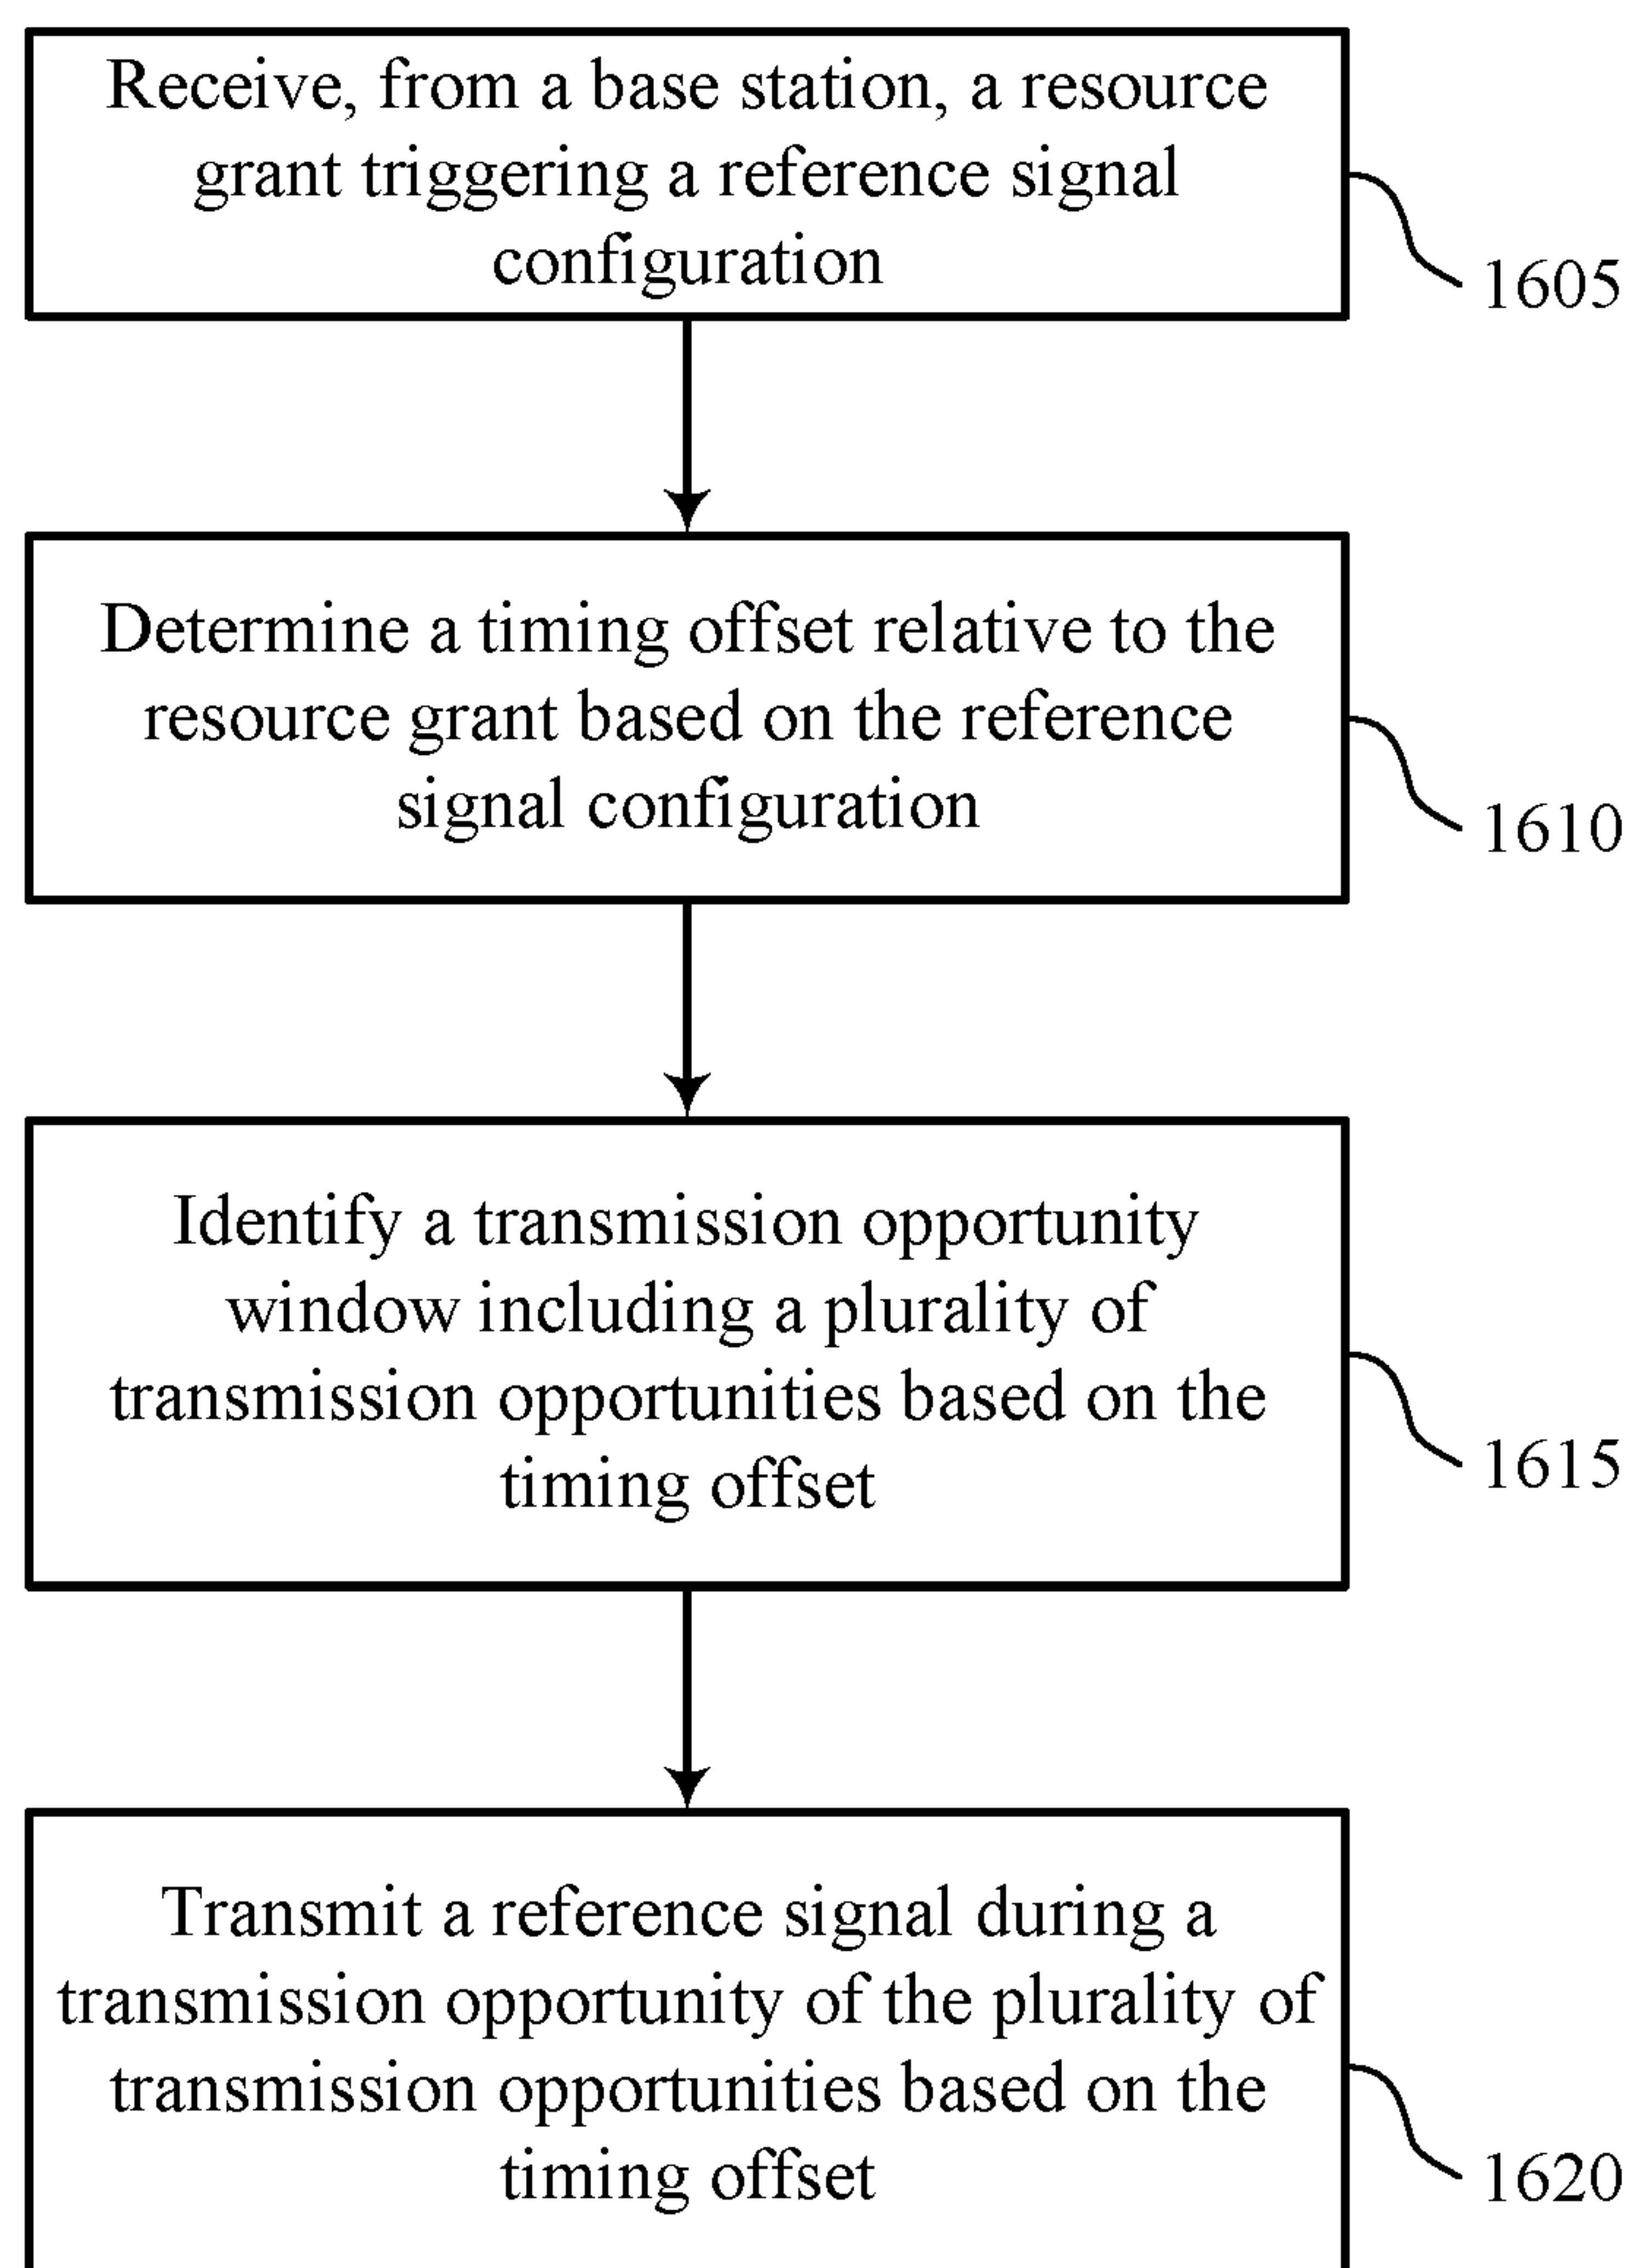 Receive, from a base station, a resource
grant triggering a reference signal
configuration
1605
Determine a timing offset relative to the
resource grant based on the reference
signal configuration
1610
Identify a transmission opportunity
window including a plurality of
transmission opportunities based on the
timing offset
1615
Transmit a reference signal during a
transmission opportunity of the plurality of
transmission opportunities based on the
timing offset
1620